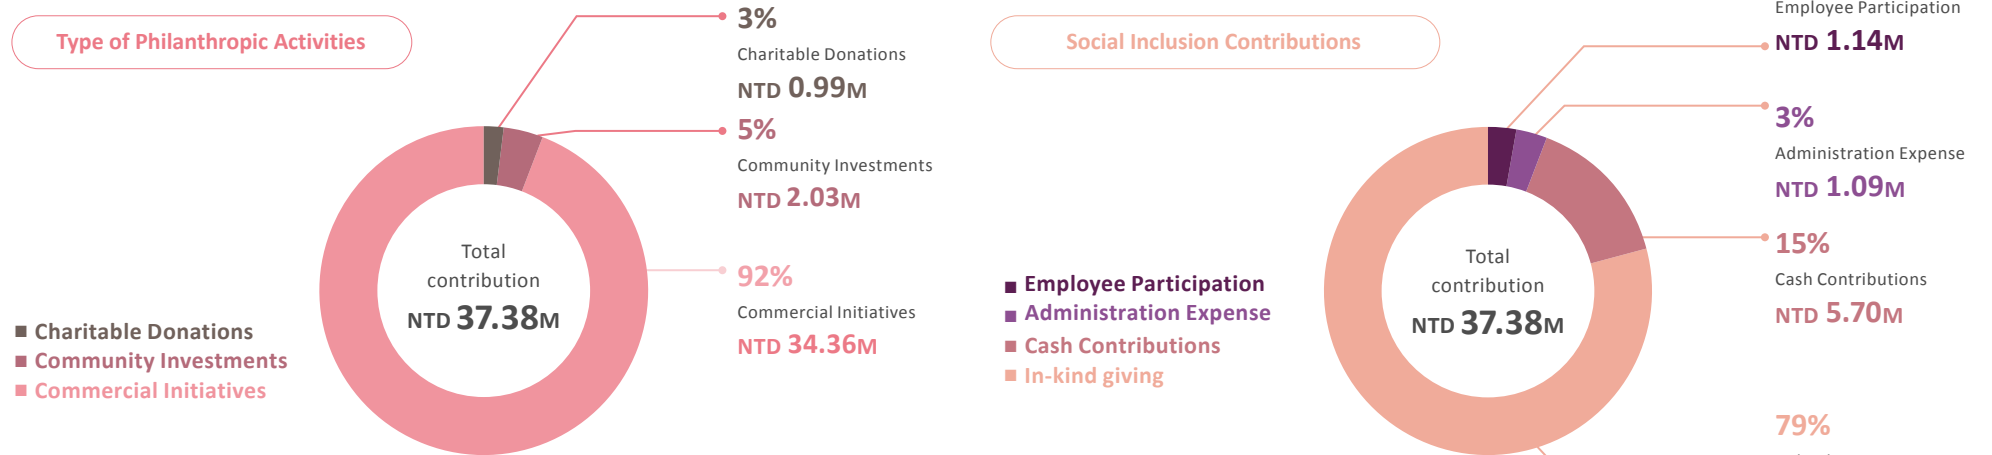 Type of Philanthropic Activities
3%
Charitable Donations
NTD 0.99M
5%
Community Investments
NTD 2.03M
92%
Commercial Initiatives
NTD 34.36M
Total
contribution
NTD 37.38M
Charitable Donations
Community Investments
Commercial Initiatives
Social Inclusion Contributions
Employee Participation
NTD 1.14M
3%
Administration Expense
NTD 1.09M
15%
Cash Contributions
NTD 5.70M
79%
Total
contribution
NTD 37.38M
Employee Participation
Administration Expense
Cash Contributions
In-kind giving